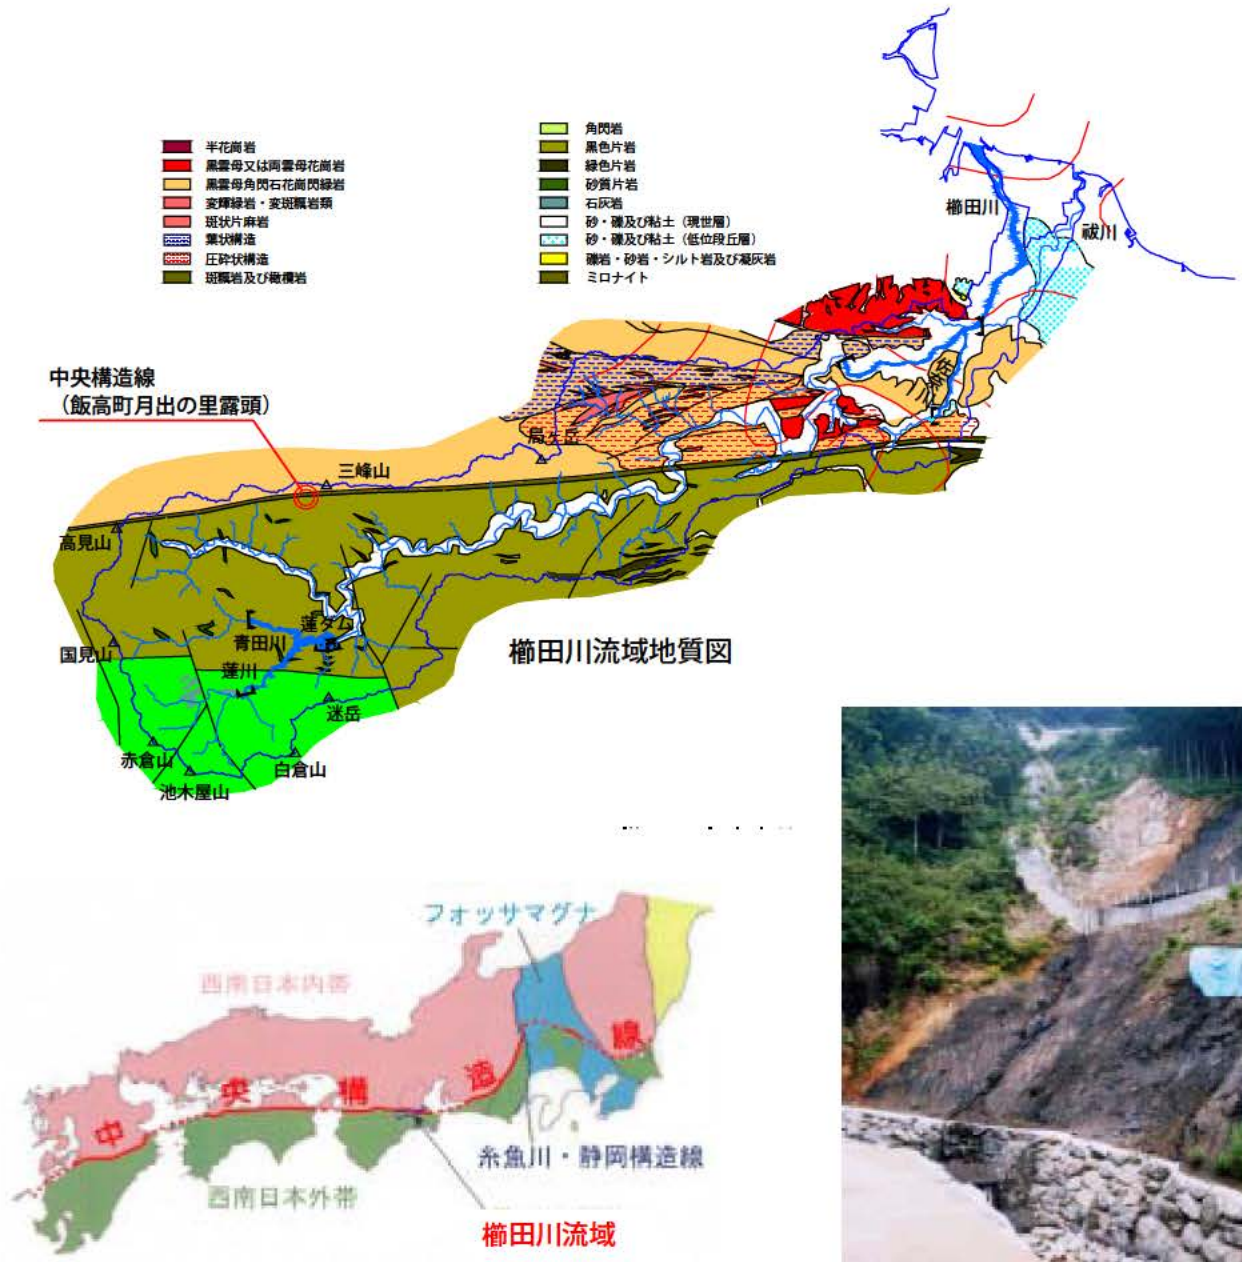 半花崗岩
黒雲母又は両雲母花崗岩
黒雲母角閃石花崗閃緑岩
変輝緑岩・変斑糲岩類
斑状片麻岩
葉状構造
圧砕状構造
斑糲岩及び橄欖岩
角閃岩
黒色片岩
緑色片岩
砂質片岩
石灰岩
砂・礫及び粘土（現世層）
砂・礫及び粘土（低位段丘層）
礫岩・砂岩・シルト岩及び凝灰岩
ミロナイト
櫛田川
祓川
中央構造線
（飯高町月出の里露頭）
局ヶ岳
三峰山
高見山
蓮ダム
青田川
国見山
蓮川
迷岳
赤倉山
白倉山
池木屋山
櫛田川流域地質図
フォッサマグナ
西南日本内帯
中央構造線
糸魚川・静岡構造線
西南日本外帯
櫛田川流域